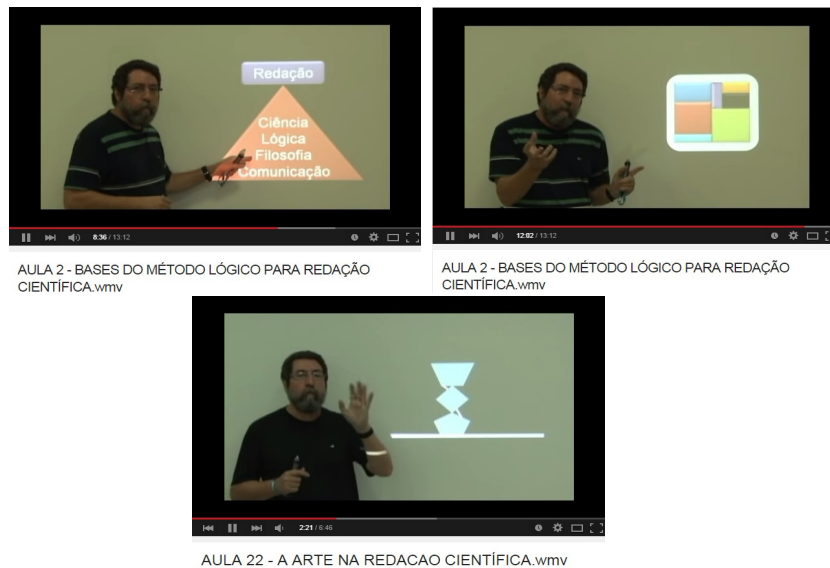 Redação
Ciência
Lógica
Filosofia
Comunicação
8:36 / 13:12
AULA 2 - BASES DO MÉTODO LÓGICO PARA REDAÇÃO
CIENTÍFICA.wmv
12:02 / 13:12
AULA 2 - BASES DO MÉTODO LÓGICO PARA REDAÇÃO
CIENTÍFICA.wmv
2:21 / 6:46
AULA 22 - A ARTE NA REDACAO CIENTÍFICA.wmv